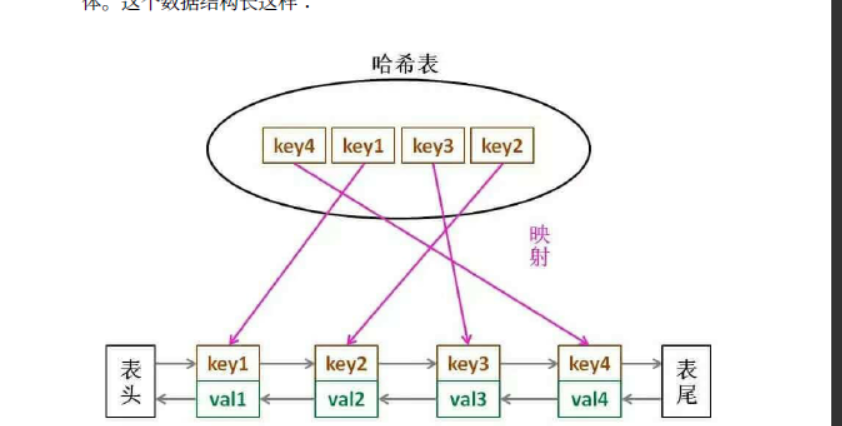 体。这个数据结构长这样：
哈希表
key4 key1 key3 key2
映
射
表
头
key1 key2 key3 key4
val1 val2 val3 val4
表
尾